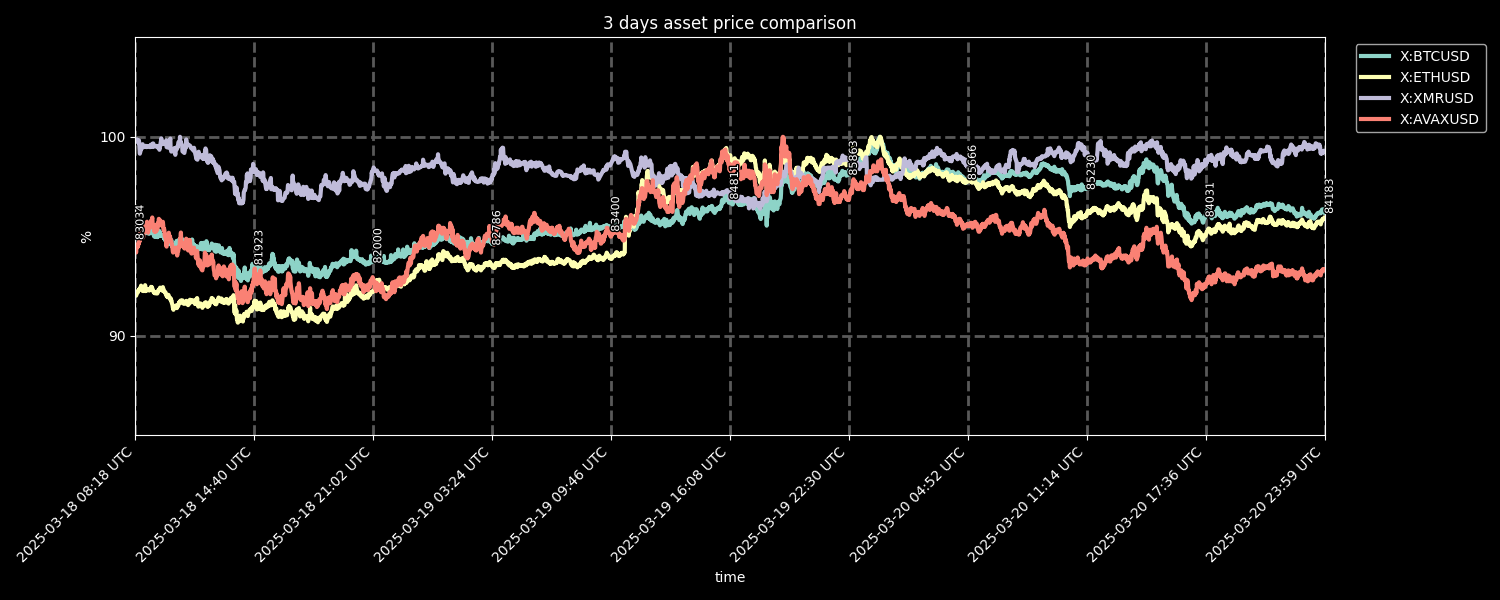 3 days asset price comparison
X:BTCUSD
X:ETHUSD
X:XMRUSD
X:AVAXUSD
100
90
%
83034
81923
82000
82786
83400
84811
85863
85666
85230
84031
84183
2025-03-18 08:18 UTC
2025-03-18 14:40 UTC
2025-03-18 21:02 UTC
2025-03-19 03:24 UTC
2025-03-19 09:46 UTC
2025-03-19 16:08 UTC
2025-03-19 22:30 UTC
2025-03-20 04:52 UTC
2025-03-20 11:14 UTC
2025-03-20 17:36 UTC
2025-03-20 23:59 UTC
time